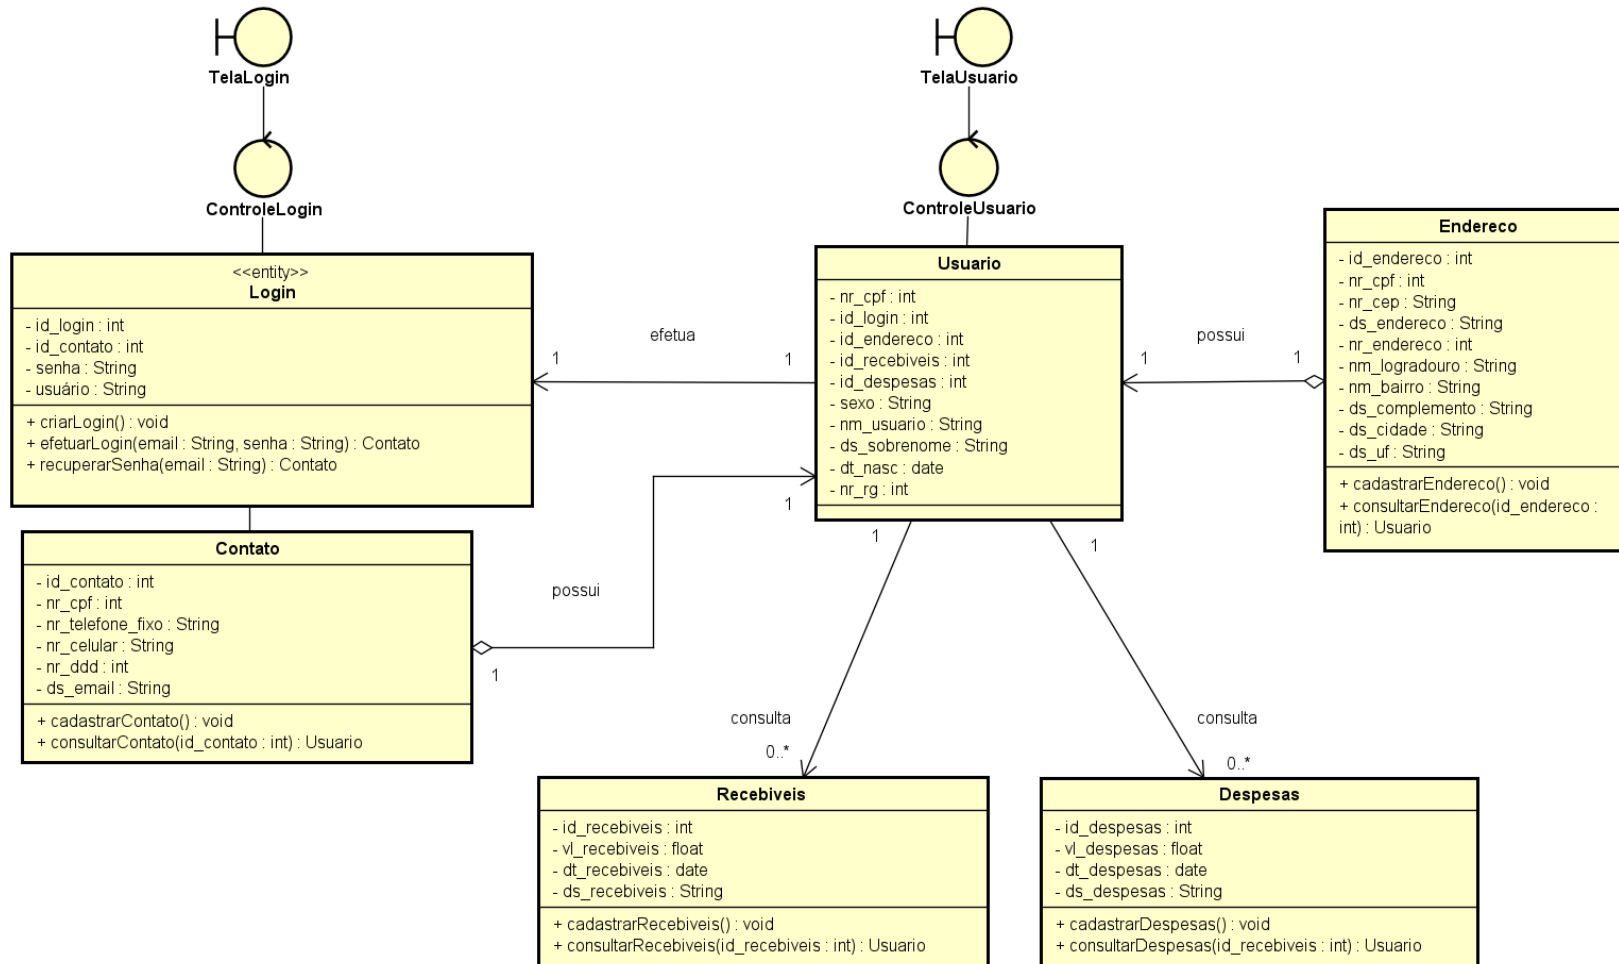 TelaLogin
TelaUsuario
ControleLogin
ControleUsuario
<<entity>>
Login
- id_login : int
- id_contato : int
- senha : String
- usuário : String
+ criarLogin() : void
+ efetuarLogin(email : String, senha : String) : Contato
+ recuperarSenha(email : String) : Contato
efetua
1
1
Usuario
- nr_cpf : int
- id_login : int
- id_endereco : int
- id_recebiveis : int
- id_despesas : int
- sexo : String
- nm_usuario : String
- ds_sobrenome : String
- dt_nasc : date
- nr_rg : int
possui
1
1
Endereco
- id_endereco : int
- nr_cpf : int
- nr_cep : String
- ds_endereco : String
- nr_endereco : int
- nm_logradouro : String
- nm_bairro : String
- ds_complemento : String
- ds_cidade : String
- ds_uf : String
+ cadastrarEndereco() : void
+ consultarEndereco(id_endereco :
int) : Usuario
Contato
- id_contato : int
- nr_cpf : int
- nr_telefone_fixo : String
- nr_celular : String
- nr_ddd : int
- ds_email : String
+ cadastrarContato() : void
+ consultarContato(id_contato : int) : Usuario
1
possui
1
1
1
consulta
0..*
consulta
0..*
Recebiveis
- id_recebiveis : int
- vl_recebiveis : float
- dt_recebiveis : date
- ds_recebiveis : String
+ cadastrarRecebiveis() : void
+ consultarRecebiveis(id_recebiveis : int) : Usuario
Despesas
- id_despesas : int
- vl_despesas : float
- dt_despesas : date
- ds_despesas : String
+ cadastrarDespesas() : void
+ consultarDespesas(id_recebiveis : int) : Usuario